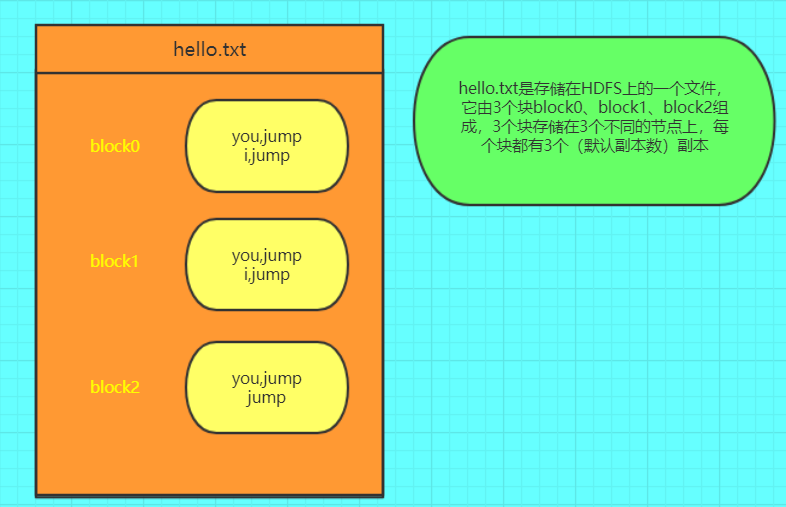 hello.txt
block0
you,jump
i,jump
block1
you,jump
i,jump
block2
you,jump
jump
hello.txt是存储在HDFS上的一个文件，
它由3个块block0、block1、block2组
成，3个块存储在3个不同的节点上，每
个块都有3个（默认副本数）副本